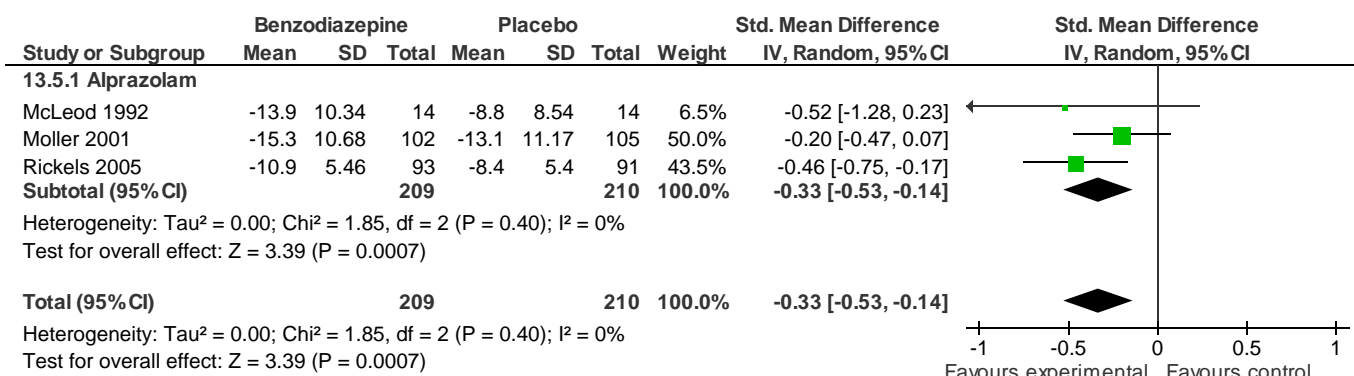 Benzodiazepine Placebo Std. Mean Difference Std. Mean Difference
Study or Subgroup Mean SD Total Mean SD Total Weight IV, Random, 95% CI IV, Random, 95% CI
13.5.1 Alprazolam
McLeod 1992 -13.9 10.34 14 -8.8 8.54 14 6.5% -0.52 [-1.28, 0.23]
Moller 2001 -15.3 10.68 102 -13.1 11.17 105 50.0% -0.20 [-0.47, 0.07]
Rickels 2005 -10.9 5.46 93 -8.4 5.4 91 43.5% -0.46 [-0.75, -0.17]
Subtotal (95% CI) 209 210 100.0% -0.33 [-0.53, -0.14]
Heterogeneity: Tau² = 0.00; Chi² = 1.85, df = 2 (P = 0.40); I² = 0%
Test for overall effect: Z = 3.39 (P = 0.0007)
Total (95% CI) 209 210 100.0% -0.33 [-0.53, -0.14]
Heterogeneity: Tau² = 0.00; Chi² = 1.85, df = 2 (P = 0.40); I² = 0%
Test for overall effect: Z = 3.39 (P = 0.0007)
-1 -0.5 0 0.5 1
Favours experimental Favours control